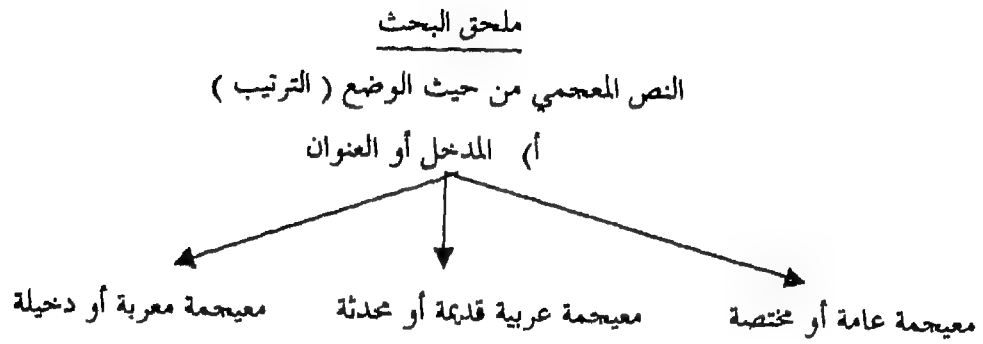 ملحق البحث
النص المعجمي من حيث الوضع ( الترتيب )
أ) المدخل أو العنوان
معيجمة عامة أو مختصة
معيجمة عربية قديمة أو محدثة
معيجمة معربة أو دخيلة